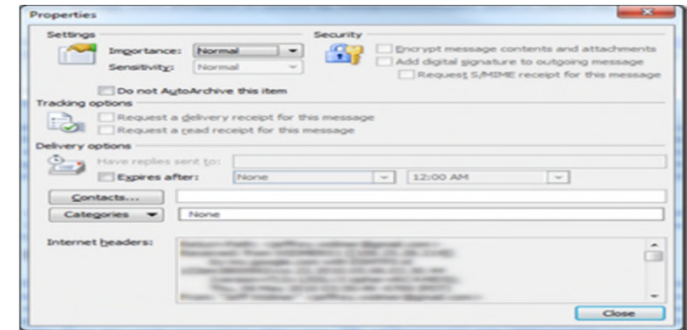 Properties
Settings
Security
Importance: Normal
Sensitivity: Normal
Encrypt message contents and attachments
Add digital signature to outgoing message
Request S/MIME receipt for this message
Do not AutoArchive this item
Tracking options
Request a delivery receipt for this message
Request a read receipt for this message
Delivery options
Have replies sent to:
Expires after: None 12:00 AM
Contacts...
Categories None
Internet headers:
Close